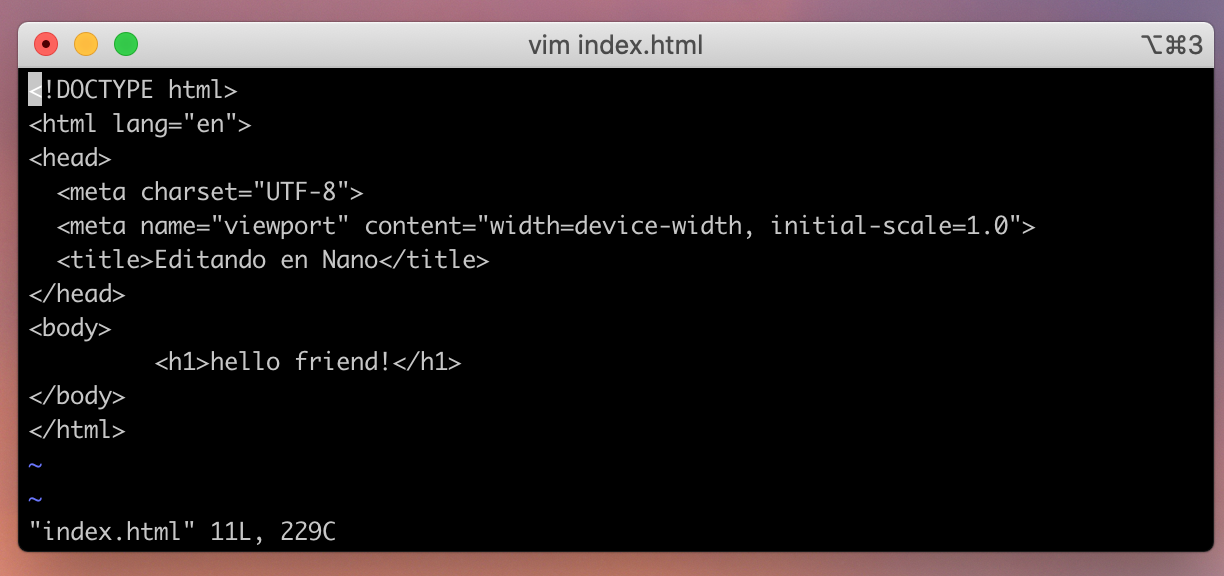 vim index.html ⌥⌘3
<!DOCTYPE html>
<html lang="en">
<head>
  <meta charset="UTF-8">
  <meta name="viewport" content="width=device-width, initial-scale=1.0">
  <title>Editando en Nano</title>
</head>
<body>
         <h1>hello friend!</h1>
</body>
</html>
~
~
"index.html" 11L, 229C